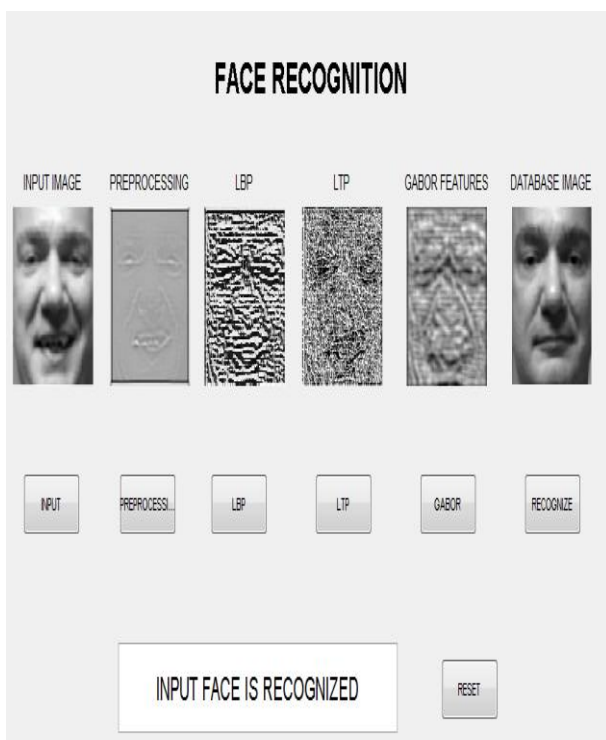 FACE RECOGNITION
INPUT IMAGE PREPROCESSING LBP LTP GABOR FEATURES DATABASE IMAGE
INPUT PREPROCESSI... LBP LTP GABOR RECOGNIZE
INPUT FACE IS RECOGNIZED RESET